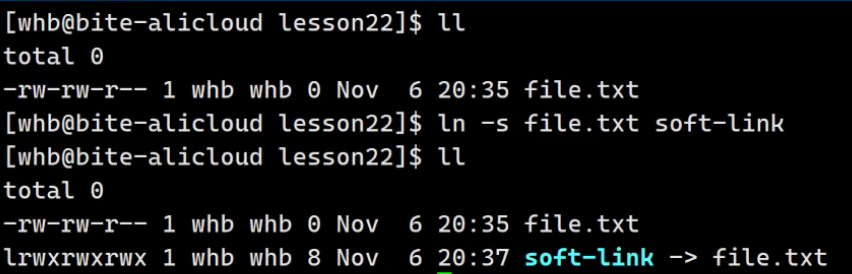 [whb@bite-alicloud lesson22]$ ll
total 0
-rw-rw-r-- 1 whb whb 0 Nov  6 20:35 file.txt
[whb@bite-alicloud lesson22]$ ln -s file.txt soft-link
[whb@bite-alicloud lesson22]$ ll
total 0
-rw-rw-r-- 1 whb whb 0 Nov  6 20:35 file.txt
lrwxrwxrwx 1 whb whb 8 Nov  6 20:37 soft-link -> file.txt